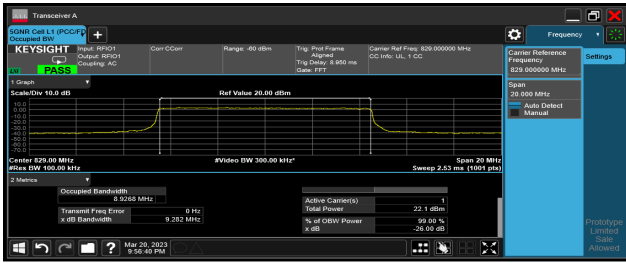 Transceiver A
5GNR Cell L1 (PCC/F
Occupied BW
Frequency
KEYSIGHT
Input: RFIO1
Output: RFIO1
Coupling: AC
Corr CCorr
Range: -60 dBm
Trig: Prot Frame
Aligned
Trig Delay: 8.950 ms
Gate: FFT
Carrier Ref Freq: 829.000000 MHz
CC Info: UL, 1 CC
PASS
Carrier Reference
Frequency
829.000000 MHz
Settings
Span
20.000 MHz
Auto Detect
Manual
1 Graph
Scale/Div 10.0 dB
Ref Value 20.00 dBm
10.0
0.00
-10.0
-20.0
-30.0
-40.0
-50.0
-60.0
-70.0
Center 829.00 MHz
#Video BW 300.00 kHz*
Span 20 MHz
#Res BW 100.00 kHz
Sweep 2.53 ms (1001 pts)
2 Metrics
Occupied Bandwidth
8.9268 MHz
Transmit Freq Error 0 Hz
x dB Bandwidth 9.282 MHz
Active Carrier(s) 1
Total Power 22.1 dBm
% of OBW Power 99.00 %
x dB -26.00 dB
Mar 20, 2023
9:56:40 PM
Prototype
Limited
Sale
Allowed